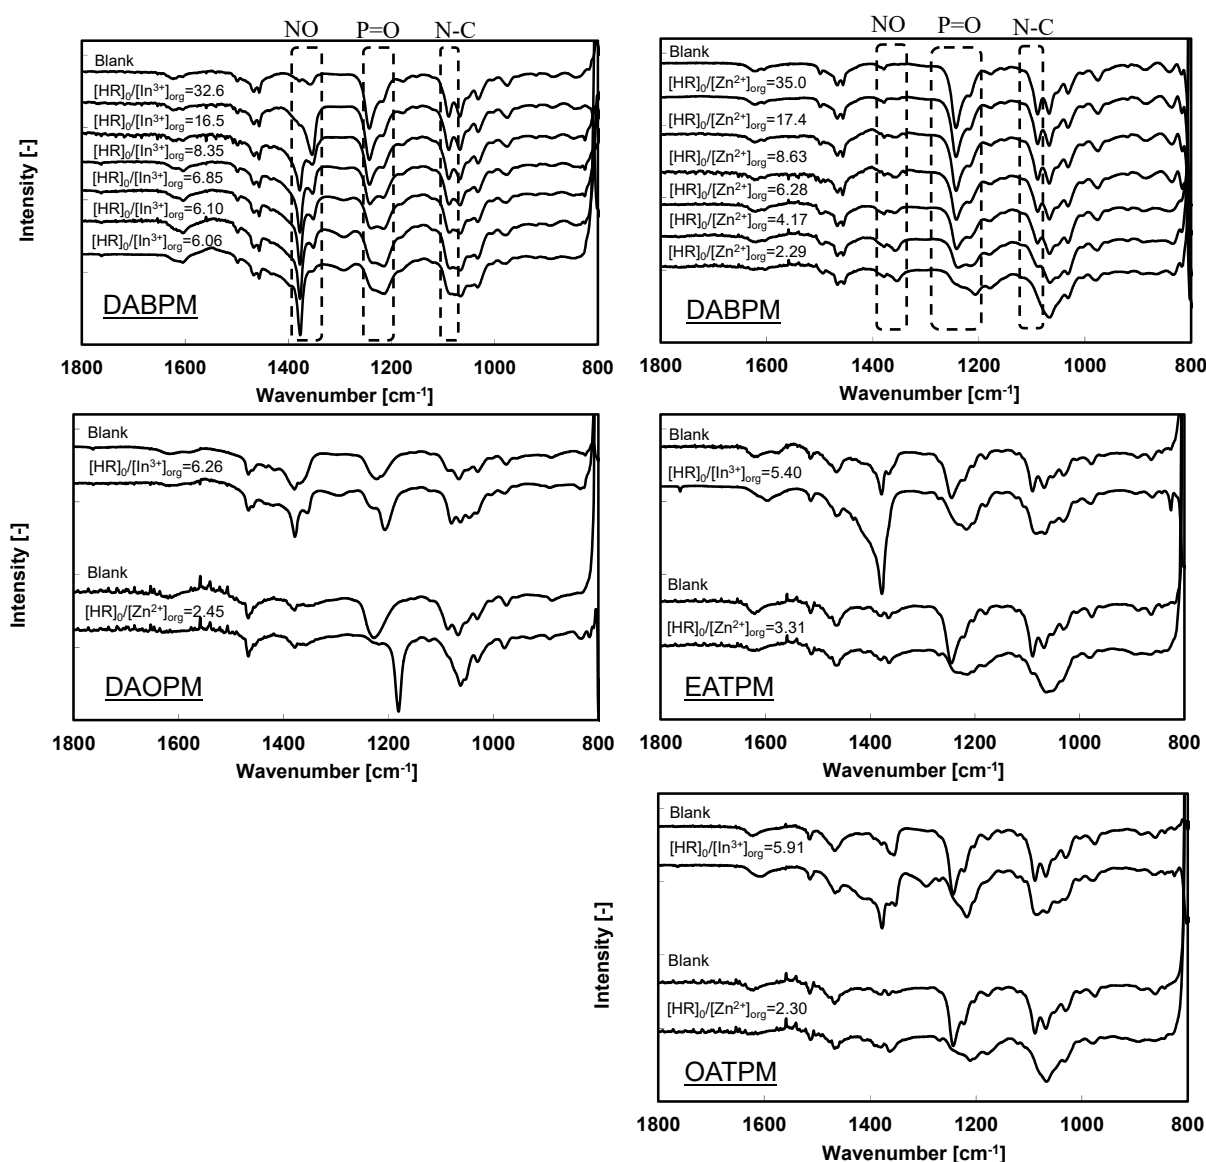 NO P=O N-C
Blank
[HR]0/[In3+]org=32.6
[HR]0/[In3+]org=16.5
[HR]0/[In3+]org=8.35
[HR]0/[In3+]org=6.85
[HR]0/[In3+]org=6.10
[HR]0/[In3+]org=6.06
DABPM
Intensity [-]
1800 1600 1400 1200 1000 800
Wavenumber [cm-1]
NO P=O N-C
Blank
[HR]0/[Zn2+]org=35.0
[HR]0/[Zn2+]org=17.4
[HR]0/[Zn2+]org=8.63
[HR]0/[Zn2+]org=6.28
[HR]0/[Zn2+]org=4.17
[HR]0/[Zn2+]org=2.29
DABPM
1800 1600 1400 1200 1000 800
Wavenumber [cm-1]
Blank
[HR]0/[In3+]org=6.26
Blank
[HR]0/[Zn2+]org=2.45
DAOPM
Intensity [-]
1800 1600 1400 1200 1000 800
Wavenumber [cm-1]
Blank
[HR]0/[In3+]org=5.40
Blank
[HR]0/[Zn2+]org=3.31
EATPM
1800 1600 1400 1200 1000 800
Wavenumber [cm-1]
Blank
[HR]0/[In3+]org=5.91
Blank
[HR]0/[Zn2+]org=2.30
OATPM
Intensity [-]
1800 1600 1400 1200 1000 800
Wavenumber [cm-1]